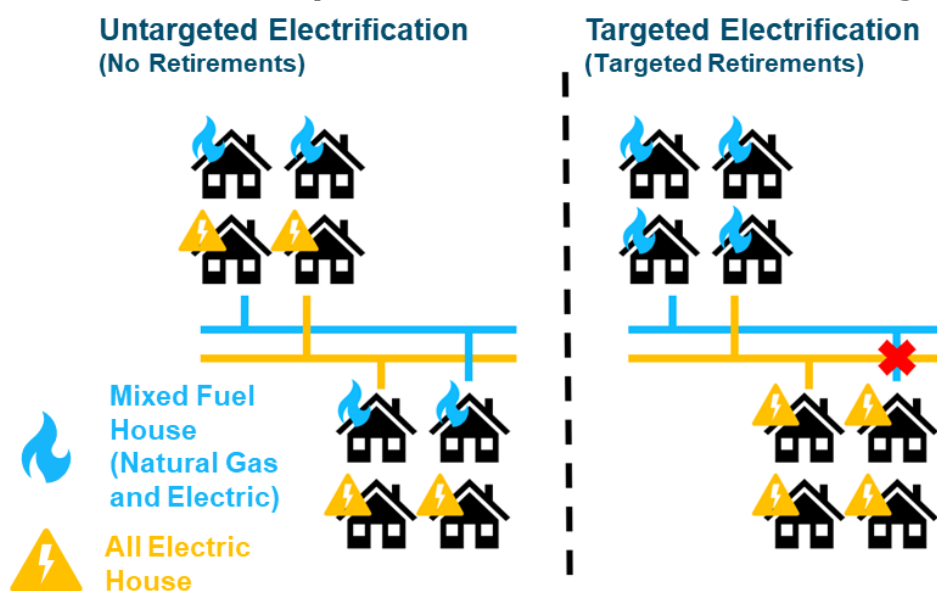 Untargeted Electrification
(No Retirements)
Targeted Electrification
(Targeted Retirements)
Mixed Fuel
House
(Natural Gas
and Electric)
All Electric
House